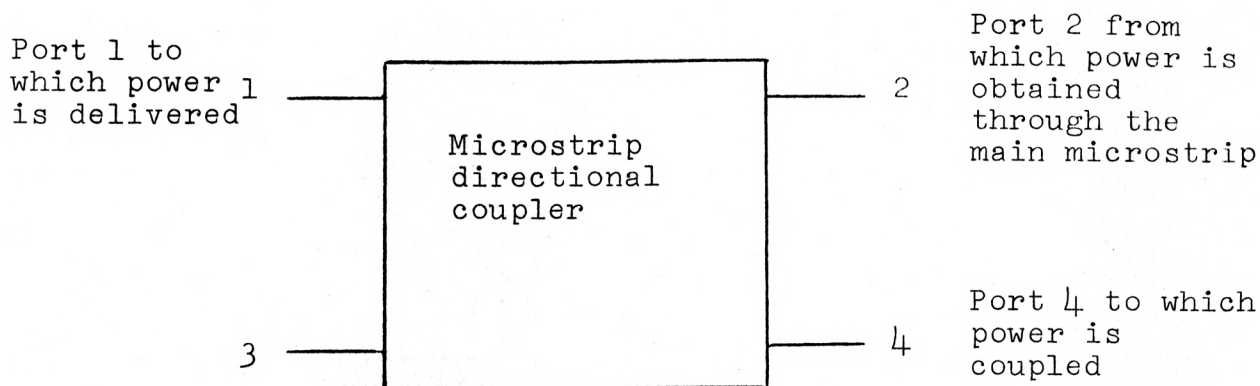 Port 1 to
which power
is delivered
1
3
Microstrip
directional
coupler
2
4
Port 2 from
which power is
obtained
through the
main microstrip
Port 4 to which
power is
coupled